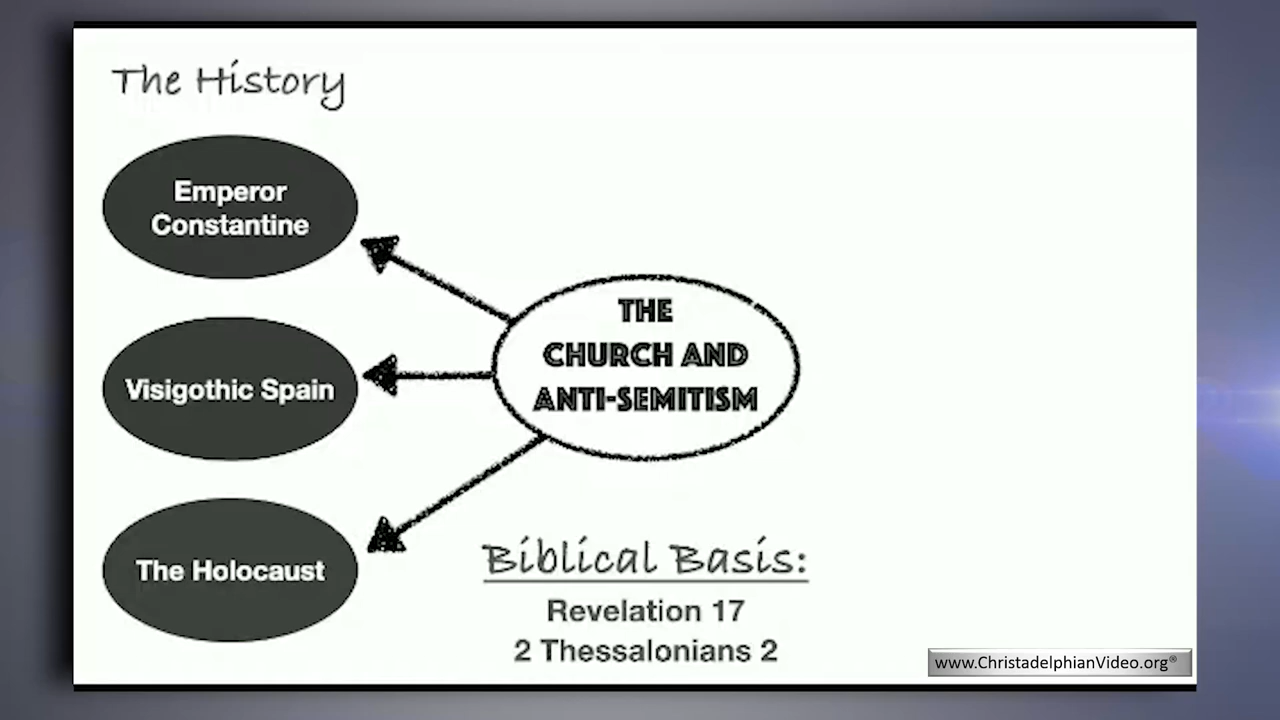 The History
Emperor
Constantine
Visigothic Spain
The Holocaust
THE
CHURCH AND
ANTI-SEMITISM
Biblical Basis:
Revelation 17
2 Thessalonians 2
www.ChristadelphianVideo.org®